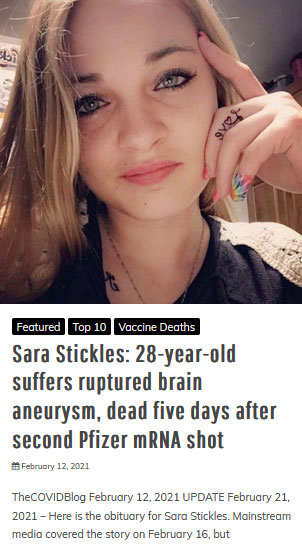 Love
Featured Top 10 Vaccine Deaths
Sara Stickles: 28-year-old
suffers ruptured brain
aneurysm, dead five days after
second Pfizer mRNA shot
February 12, 2021
TheCOVIDBlog February 12, 2021 UPDATE February 21,
2021 – Here is the obituary for Sara Stickles. Mainstream
media covered the story on February 16, but